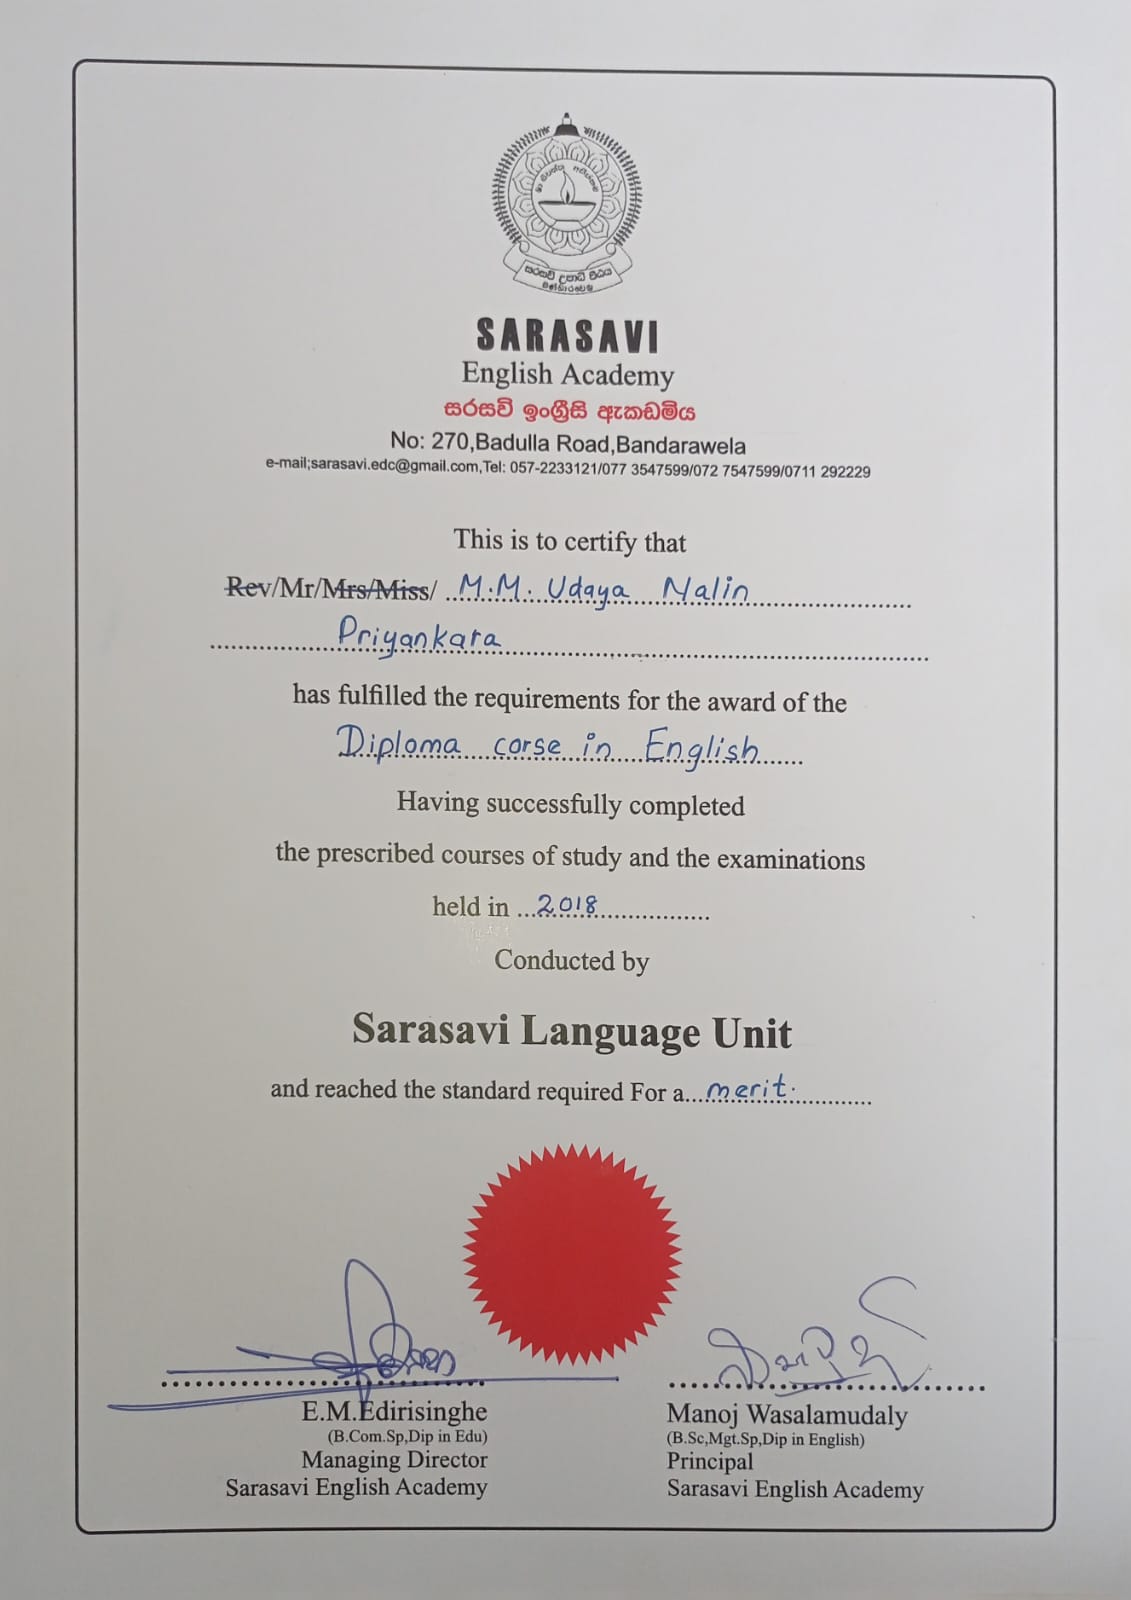 SARASAVI
English Academy
සරසවි ඉංග්‍රීසි ඇකඩමිය
No: 270,Badulla Road,Bandarawela
e-mail;sarasavi.edc@gmail.com,Tel: 057-2233121/077 3547599/072 7547599/0711 292229
This is to certify that
Rev/Mr/Mrs/Miss/ M.M. Udaya Nalin
Priyankara
has fulfilled the requirements for the award of the
Diploma corse in English
Having successfully completed
the prescribed courses of study and the examinations
held in 2018
Conducted by
Sarasavi Language Unit
and reached the standard required For a merit.
E.M.Edirisinghe
(B.Com.Sp,Dip in Edu)
Managing Director
Sarasavi English Academy
Manoj Wasalamudaly
(B.Sc,Mgt.Sp,Dip in English)
Principal
Sarasavi English Academy